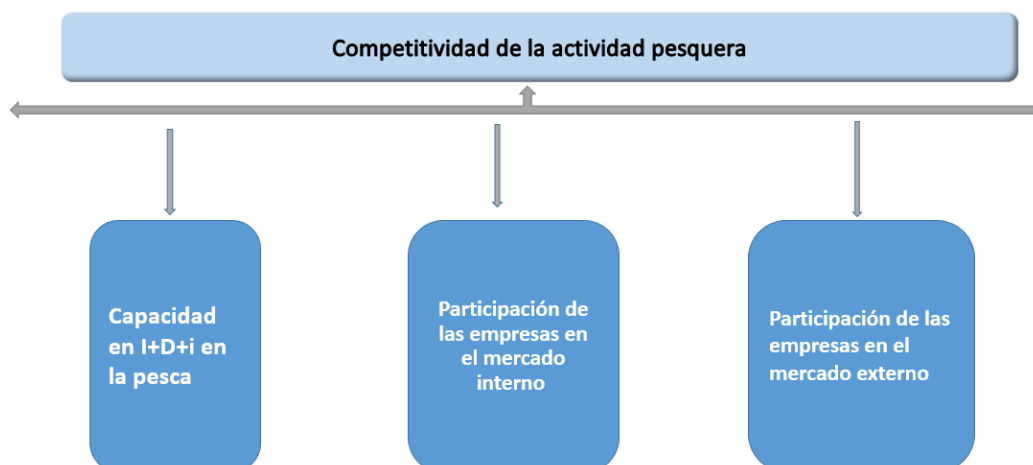 Competitividad de la actividad pesquera
Capacidad
en I+D+i en
la pesca
Participación de
las empresas en
el mercado
interno
Participación de las
empresas en el
mercado externo